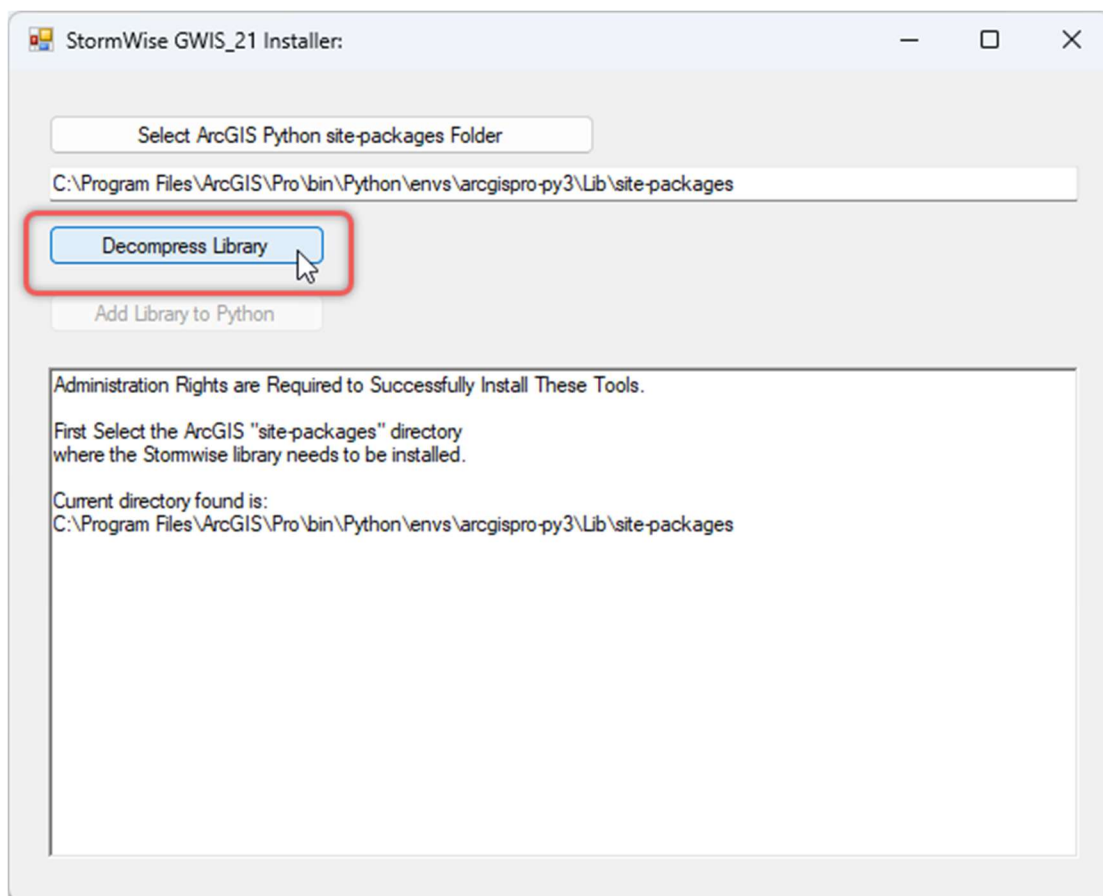 StormWise GWIS_21 Installer:
Select ArcGIS Python site-packages Folder
C:\Program Files\ArcGIS\Pro\bin\Python\envs\arcgispro-py3\Lib\site-packages
Decompress Library
Add Library to Python
Administration Rights are Required to Successfully Install These Tools.
First Select the ArcGIS "site-packages" directory
where the Stormwise library needs to be installed.
Current directory found is:
C:\Program Files\ArcGIS\Pro\bin\Python\envs\arcgispro-py3\Lib\site-packages